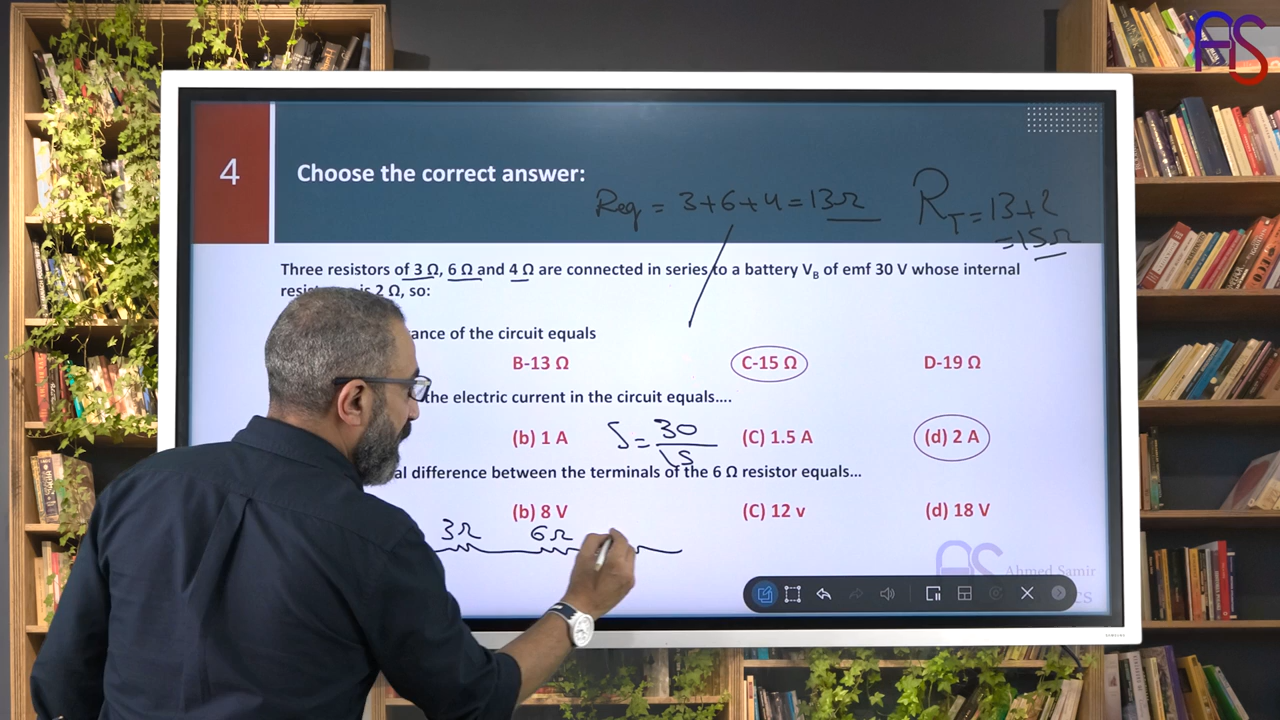 AS
4
Choose the correct answer:
Req = 3+6+4=13Ω
RT=13+2
=15Ω
Three resistors of 3 Ω, 6 Ω and 4 Ω are connected in series to a battery VB of emf 30 V whose internal
is 2 Ω, so:
of the circuit equals
B-13 Ω
C-15 Ω
D-19 Ω
the electric current in the circuit equals....
(b) 1 A
(C) 1.5 A
(d) 2 A
30
15
difference between the terminals of the 6 Ω resistor equals...
(b) 8 V
(C) 12 v
(d) 18 V
3Ω 6Ω
Ahmed Samir
SAMSUNG